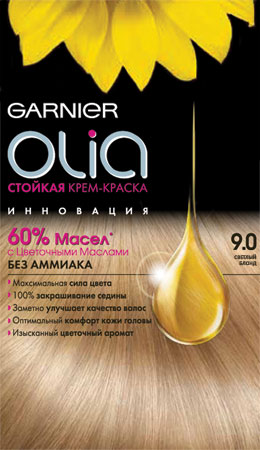 GARNIER
OLIA
СТОЙКАЯ КРЕМ-КРАСКА
ИННОВАЦИЯ
60% Масел*
с Цветочными Маслами
БЕЗ АММИАКА
9.0
СВЕТЛЫЙ
БЛОНД
Максимальная сила цвета
100% закрашивание седины
Заметно улучшает качество волос
Оптимальный комфорт кожи головы
Изысканный цветочный аромат